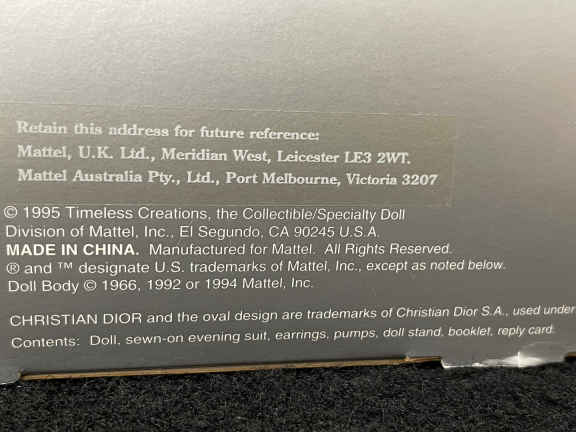 Retain this address for future reference:
Mattel, U.K. Ltd., Meridian West, Leicester LE3 2WT.
Mattel Australia Pty., Ltd., Port Melbourne, Victoria 3207
© 1995 Timeless Creations, the Collectible/Specialty Doll
Division of Mattel, Inc., El Segundo, CA 90245 U.S.A.
MADE IN CHINA. Manufactured for Mattel. All Rights Reserved.
® and ™ designate U.S. trademarks of Mattel, Inc., except as noted below.
Doll Body © 1966, 1992 or 1994 Mattel, Inc.
CHRISTIAN DIOR and the oval design are trademarks of Christian Dior S.A., used under
Contents: Doll, sewn-on evening suit, earrings, pumps, doll stand, booklet, reply card.